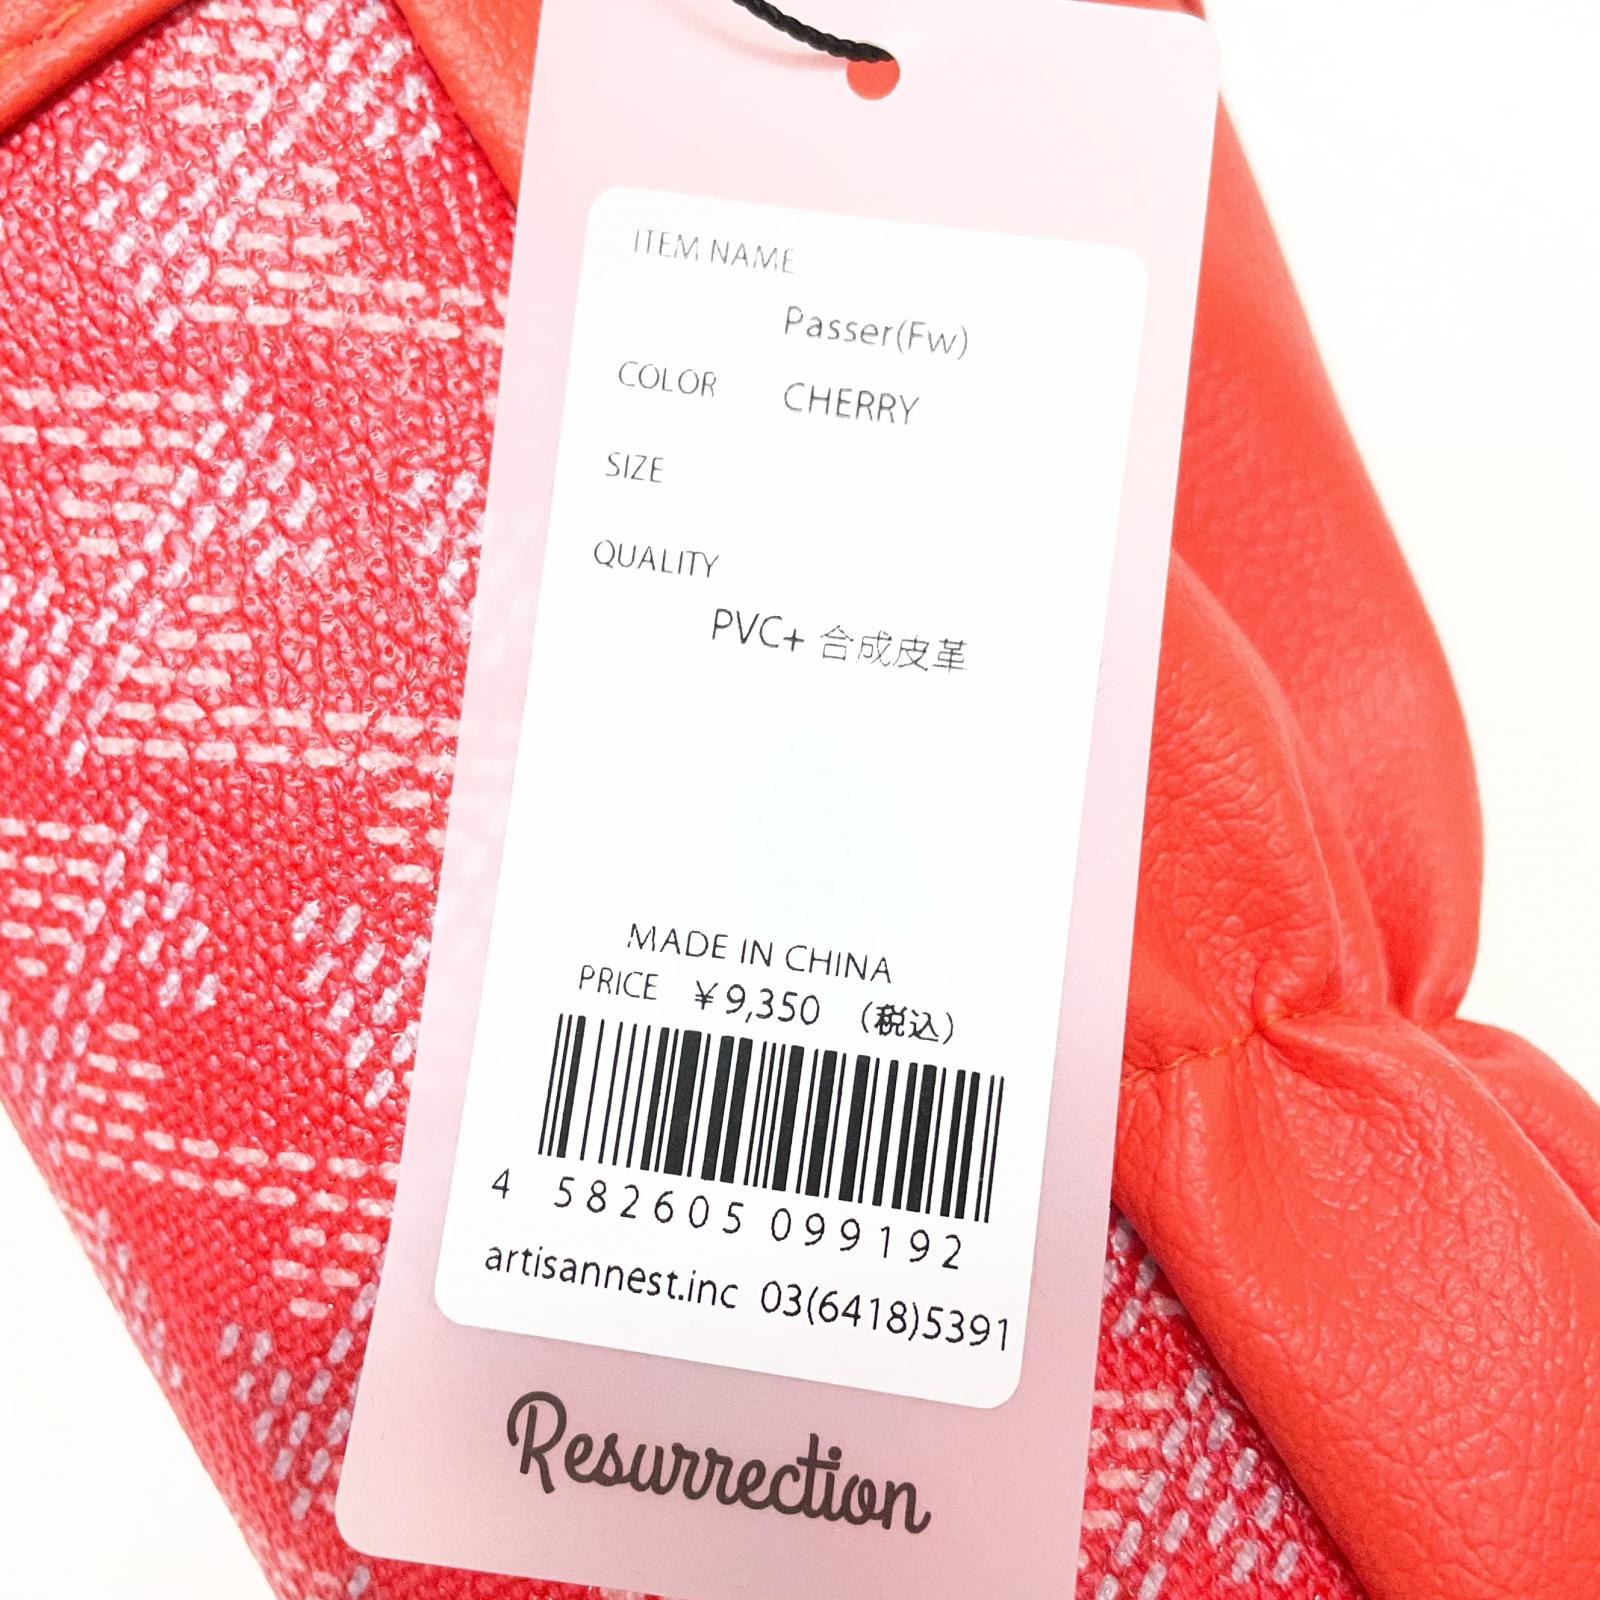 ITEM NAME
Passer(Fw)
COLOR CHERRY
SIZE
QUALITY
PVC+ 合成皮革
MADE IN CHINA
PRICE ￥9,350 (税込)
4 582605 099192
artisannest.inc 03(6418)5391
Resurrection